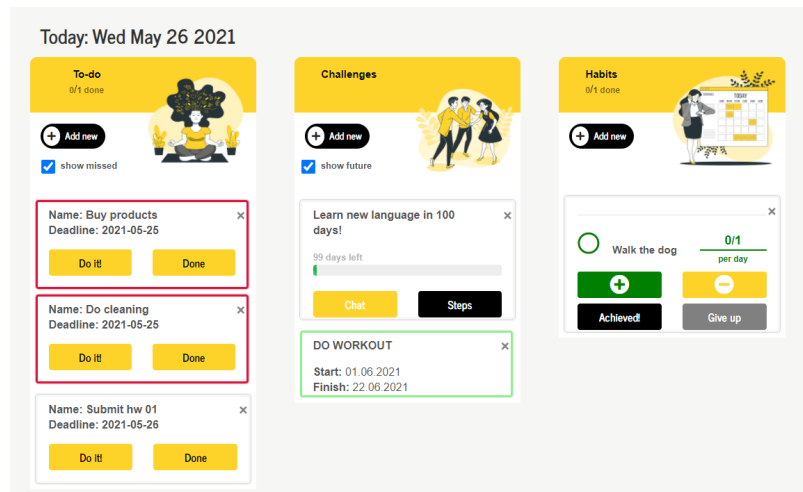 Today: Wed May 26 2021
To-do
0/1 done
+ Add new
show missed
Name: Buy products ×
Deadline: 2021-05-25
Do it! Done
Name: Do cleaning ×
Deadline: 2021-05-25
Do it! Done
Name: Submit hw 01 ×
Deadline: 2021-05-26
Do it! Done
Challenges
+ Add new
show future
Learn new language in 100 ×
days!
99 days left
Chat Steps
DO WORKOUT ×
Start: 01.06.2021
Finish: 22.06.2021
Habits
0/1 done
TODAY
+ Add new
×
Walk the dog 0/1
per day
+ −
Achieved! Give up